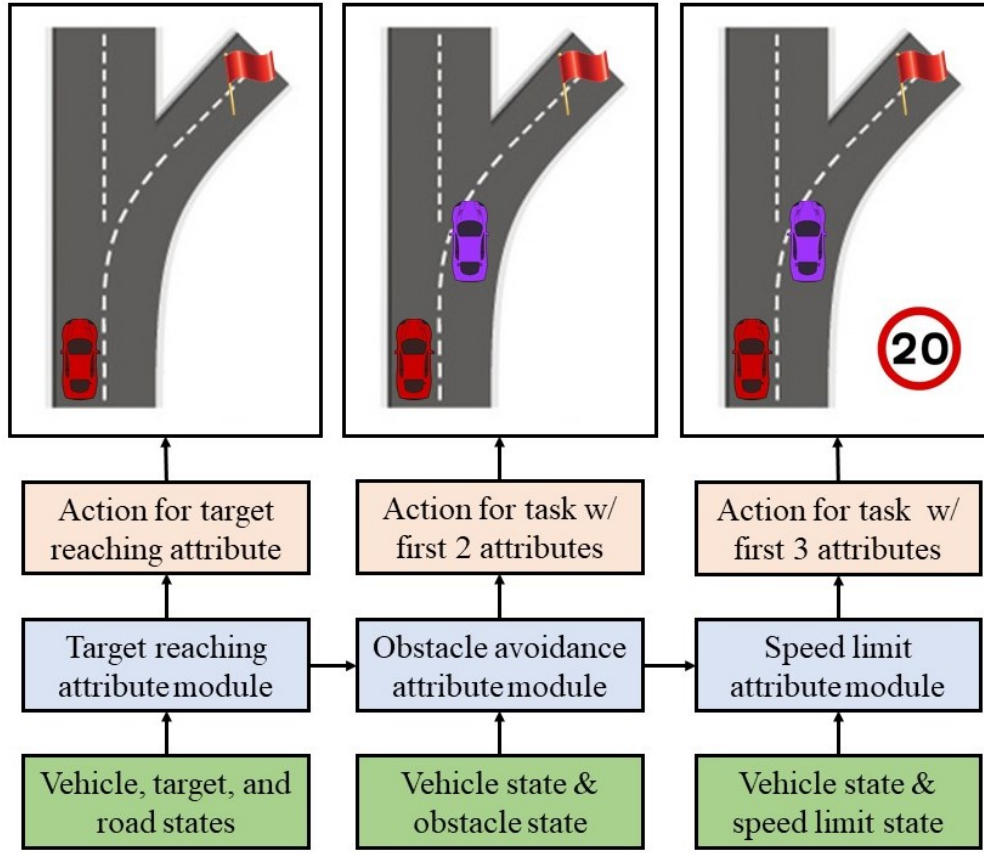 20
Action for target
reaching attribute
Action for task w/
first 2 attributes
Action for task w/
first 3 attributes
Target reaching
attribute module
Obstacle avoidance
attribute module
Speed limit
attribute module
Vehicle, target, and
road states
Vehicle state &
obstacle state
Vehicle state &
speed limit state